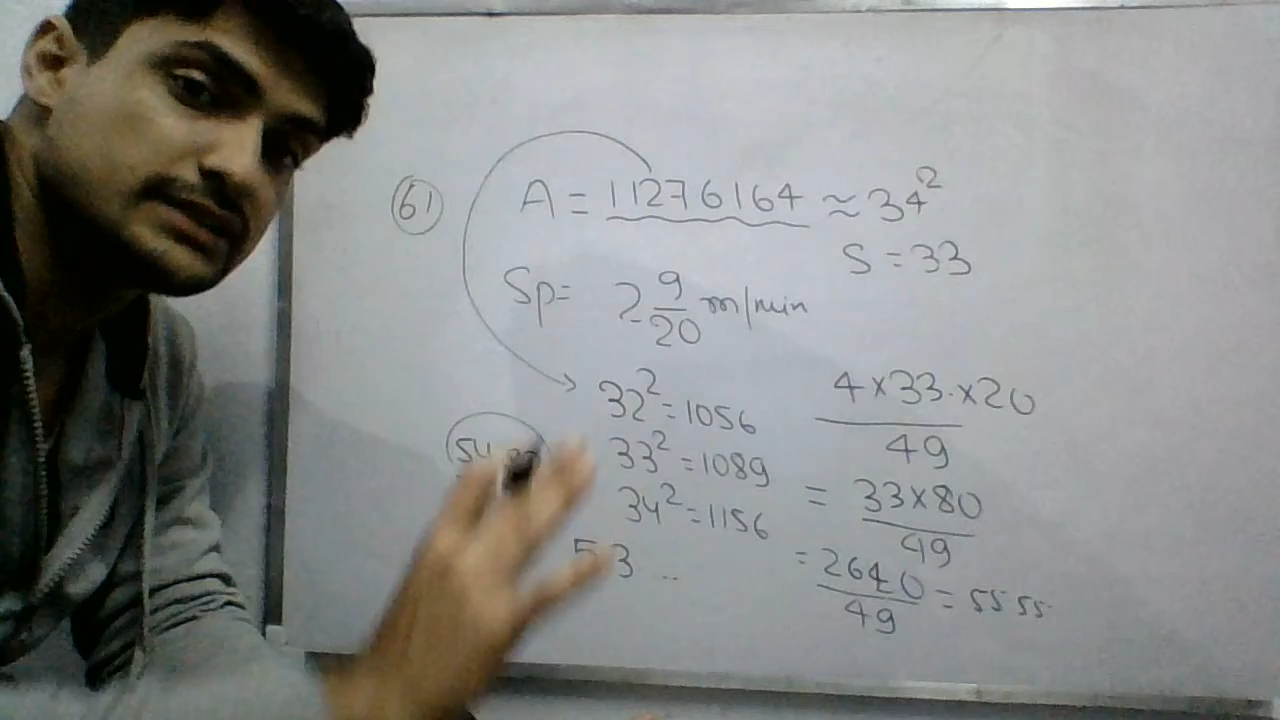 61
A = 11276164 ≈ 34²
S = 33
Sp = 2 9/20 m/min
32² = 1056
33² = 1089
34² = 1156
53 ..
4 × 33 × 20
49
= 33 × 80
49
= 2640
49
= 55 55